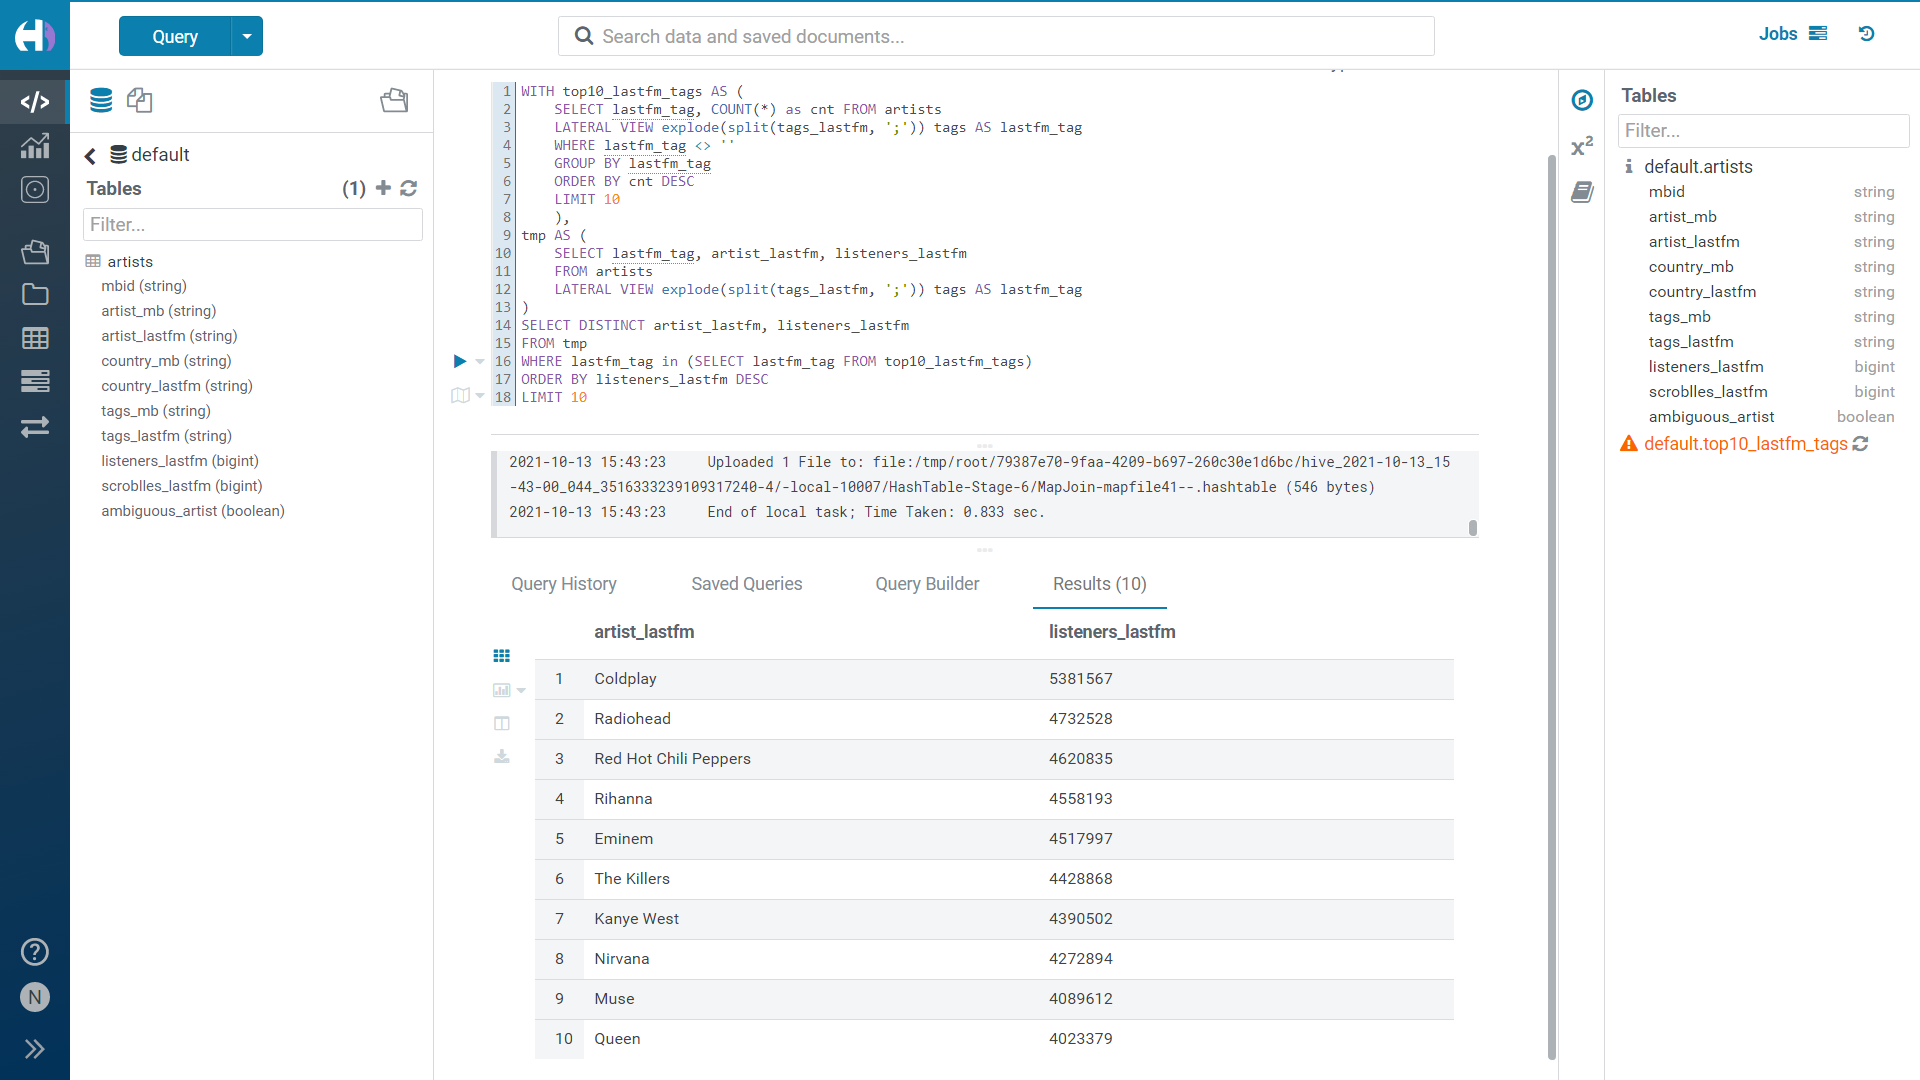 Query
Search data and saved documents...
Jobs
default
Tables
(1)
Filter...
artists
mbid (string)
artist_mb (string)
artist_lastfm (string)
country_mb (string)
country_lastfm (string)
tags_mb (string)
tags_lastfm (string)
listeners_lastfm (bigint)
scroblles_lastfm (bigint)
ambiguous_artist (boolean)
N
1 WITH top10_lastfm_tags AS (
2 SELECT lastfm_tag, COUNT(*) as cnt FROM artists
3 LATERAL VIEW explode(split(tags_lastfm, ';')) tags AS lastfm_tag
4 WHERE lastfm_tag <> ''
5 GROUP BY lastfm_tag
6 ORDER BY cnt DESC
7 LIMIT 10
8 ),
9 tmp AS (
10 SELECT lastfm_tag, artist_lastfm, listeners_lastfm
11 FROM artists
12 LATERAL VIEW explode(split(tags_lastfm, ';')) tags AS lastfm_tag
13 )
14 SELECT DISTINCT artist_lastfm, listeners_lastfm
15 FROM tmp
16 WHERE lastfm_tag in (SELECT lastfm_tag FROM top10_lastfm_tags)
17 ORDER BY listeners_lastfm DESC
18 LIMIT 10
2021-10-13 15:43:23 Uploaded 1 File to: file:/tmp/root/79387e70-9faa-4209-b697-260c30e1d6bc/hive_2021-10-13_15
-43-00_044_3516333239109317240-4/-local-10007/HashTable-Stage-6/MapJoin-mapfile41--.hashtable (546 bytes)
2021-10-13 15:43:23 End of local task; Time Taken: 0.833 sec.
Query History Saved Queries Query Builder Results (10)
artist_lastfm listeners_lastfm
1 Coldplay 5381567
2 Radiohead 4732528
3 Red Hot Chili Peppers 4620835
4 Rihanna 4558193
5 Eminem 4517997
6 The Killers 4428868
7 Kanye West 4390502
8 Nirvana 4272894
9 Muse 4089612
10 Queen 4023379
x²
Tables
Filter...
default.artists
mbid string
artist_mb string
artist_lastfm string
country_mb string
country_lastfm string
tags_mb string
tags_lastfm string
listeners_lastfm bigint
scroblles_lastfm bigint
ambiguous_artist boolean
default.top10_lastfm_tags